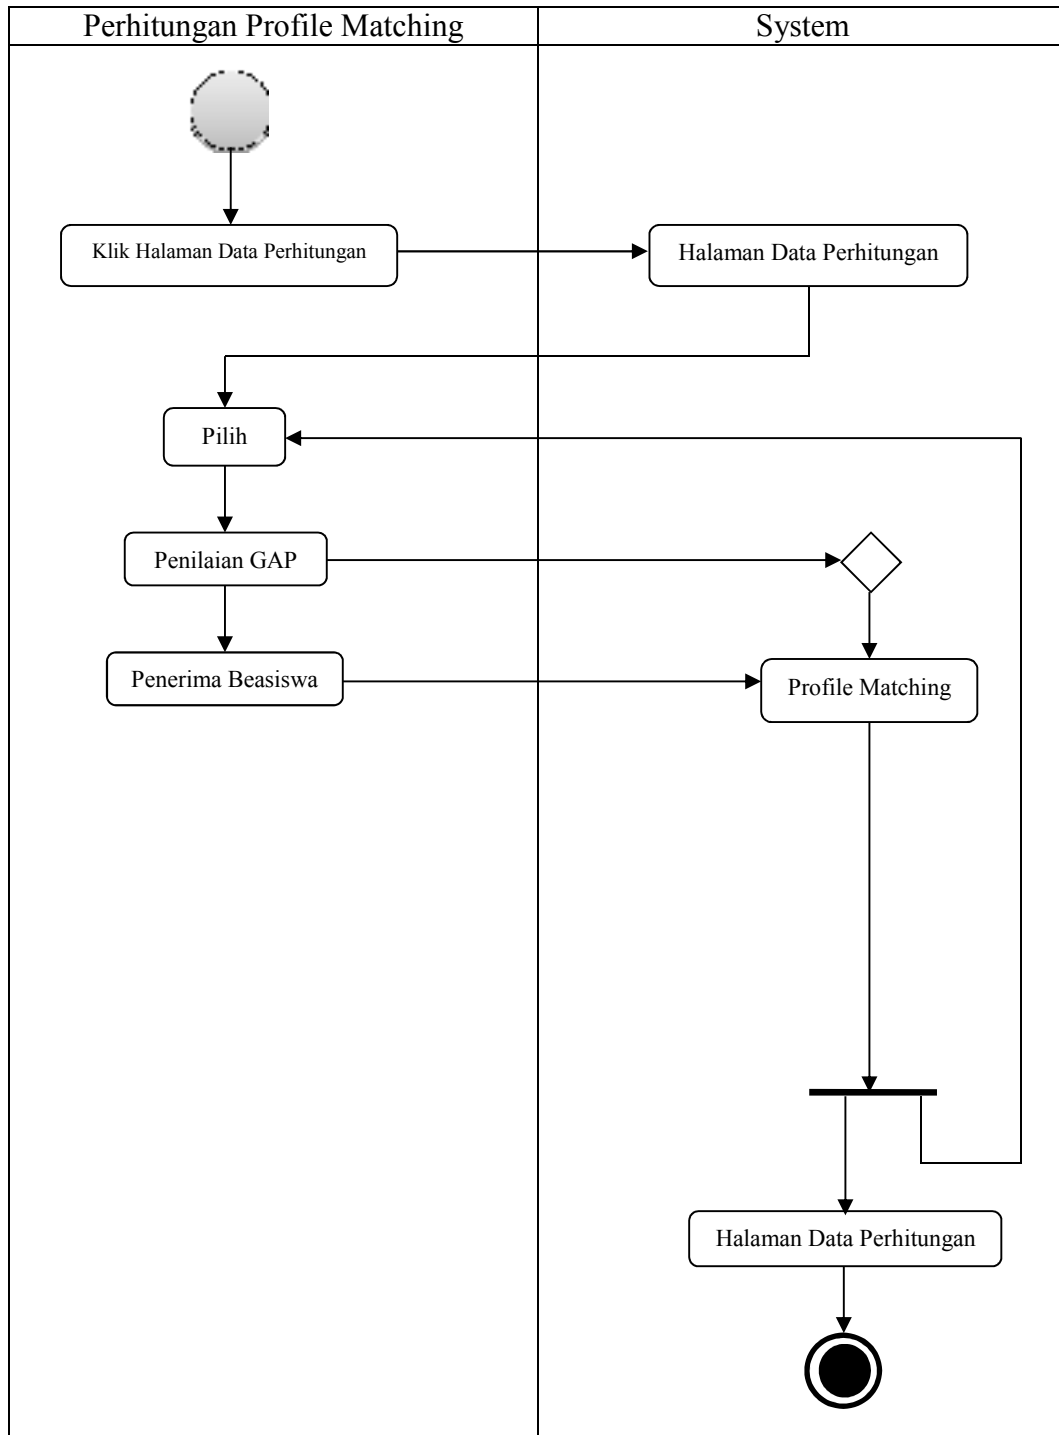 Perhitungan Profile Matching
System
Klik Halaman Data Perhitungan
Halaman Data Perhitungan
Pilih
Penilaian GAP
Penerima Beasiswa
Profile Matching
Halaman Data Perhitungan